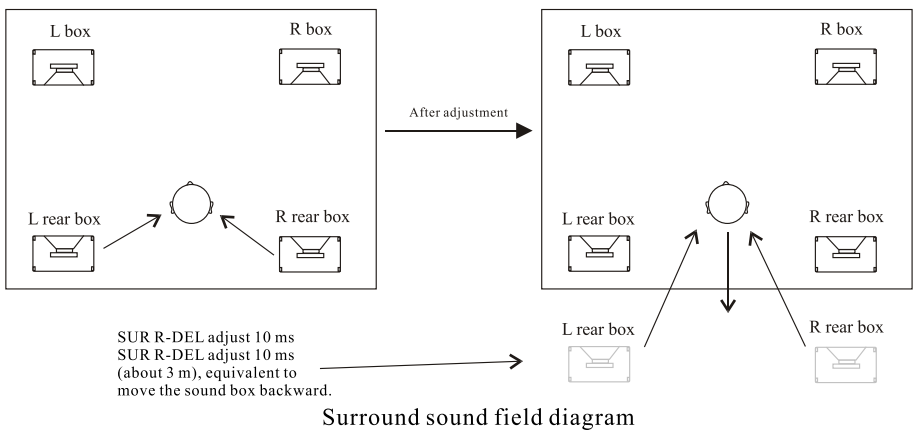 L box
R box
L box
R box
After adjustment
L rear box
R rear box
L rear box
R rear box
L rear box
R rear box
SUR R-DEL adjust 10 ms
SUR R-DEL adjust 10 ms
(about 3 m), equivalent to
move the sound box backward.
Surround sound field diagram